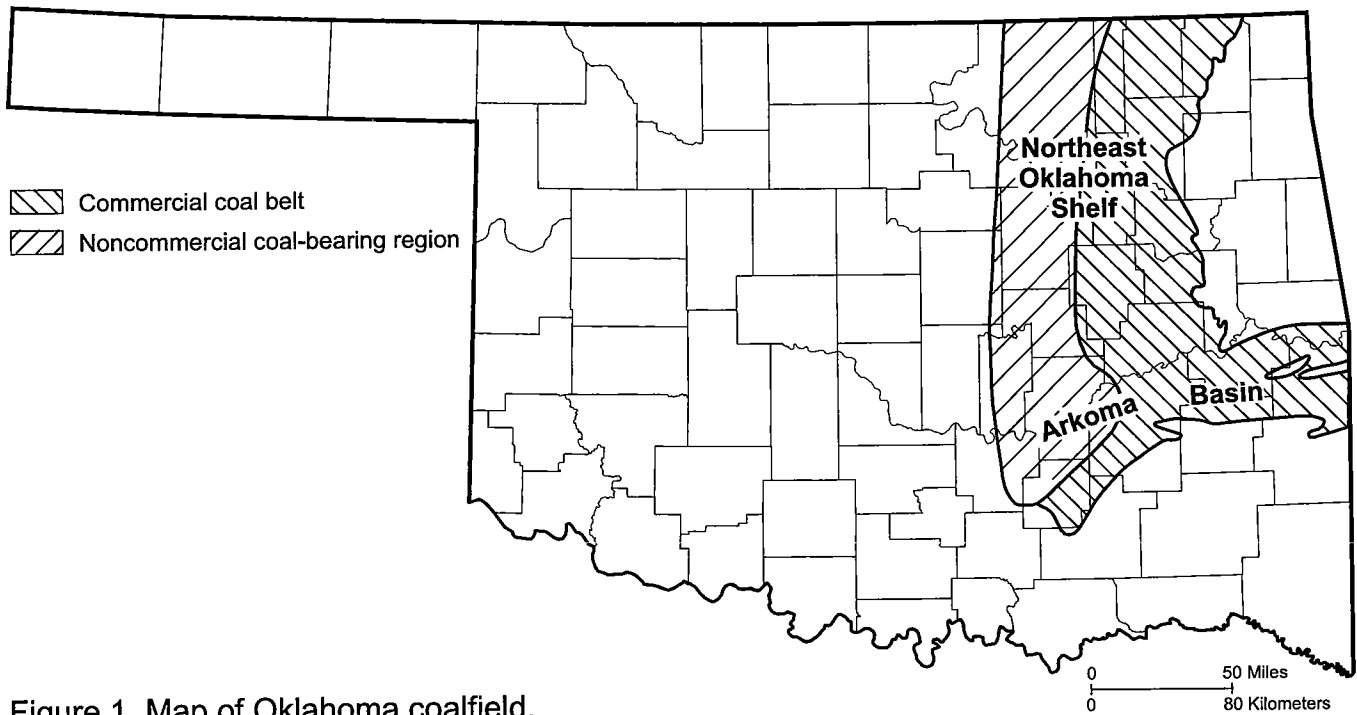 Northeast
Oklahoma
Shelf
Commercial coal belt
Noncommercial coal-bearing region
Arkoma Basin
0 50 Miles
0 80 Kilometers
Figure 1. Map of Oklahoma coalfield.